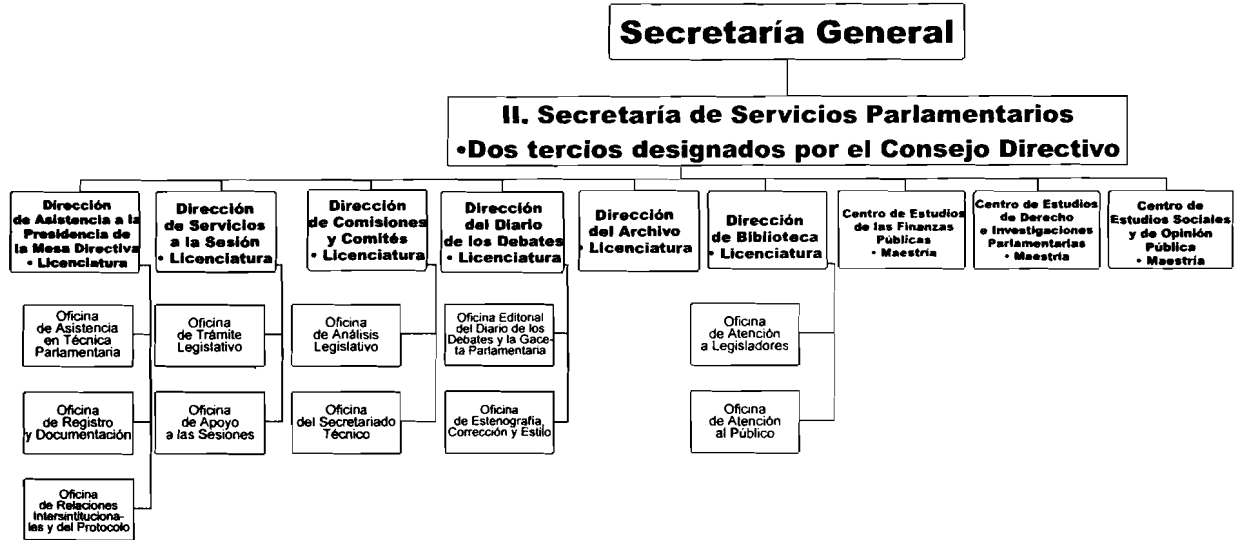 Secretaría General
II. Secretaría de Servicios Parlamentarios
•Dos tercios designados por el Consejo Directivo
Dirección
de Asistencia a la
Presidencia de
la Mesa Directiva
• Licenciatura
Dirección
de Servicios
a la Sesión
• Licenciatura
Dirección
de Comisiones
y Comités
• Licenciatura
Dirección
del Diario
de los Debates
• Licenciatura
Dirección
del Archivo
• Licenciatura
Dirección
de Biblioteca
• Licenciatura
Centro de Estudios
de las Finanzas
Públicas
• Maestría
Centro de Estudios
de Derecho
e Investigaciones
Parlamentarias
• Maestría
Centro de
Estudios Sociales
y de Opinión
Pública
• Maestría
Oficina
de Asistencia
en Técnica
Parlamentaria
Oficina
de Trámite
Legislativo
Oficina
de Análisis
Legislativo
Oficina Editorial
del Diario de los
Debates y la Gace-
ta Parlamentaria
Oficina
de Atención
a Legisladores
Oficina
de Registro
y Documentación
Oficina
de Apoyo
a las Sesiones
Oficina
del Secretariado
Técnico
Oficina
de Estenografía,
Corrección y Estilo
Oficina
de Atención
al Público
Oficina
de Relaciones
Intersintituciona-
les y del Protocolo